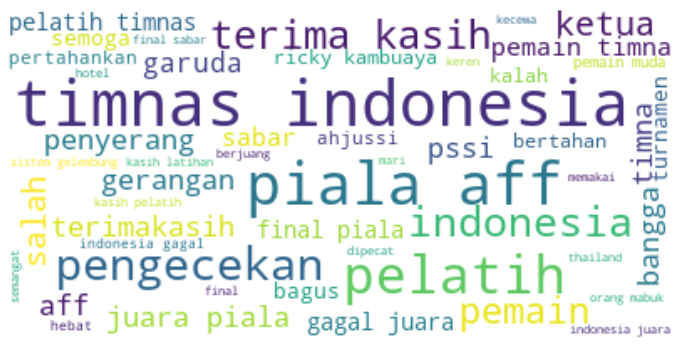 pelatih timnas
semoga
final sabar
terima kasih
kecewa
ketua
pertahankan
garuda
ricky kambuaya
pemain timna
hotel
keren
pemain muda
kalah
timnas indonesia
penyerang
sabar
ahjussi
pssi
bertahan
timna
turnamen
sistem gelembung
kasih latihan
berjuang
mari
salah
gerangan
piala aff
memakai
bangga
kasih pelatih
terimakasih
final piala
indonesia
indonesia gagal
dipecat
thailand
semangat
pengecekan
pelatih
final
bagus
orang mabuk
aff
hebat
juara piala
gagal juara
pemain
indonesia juara